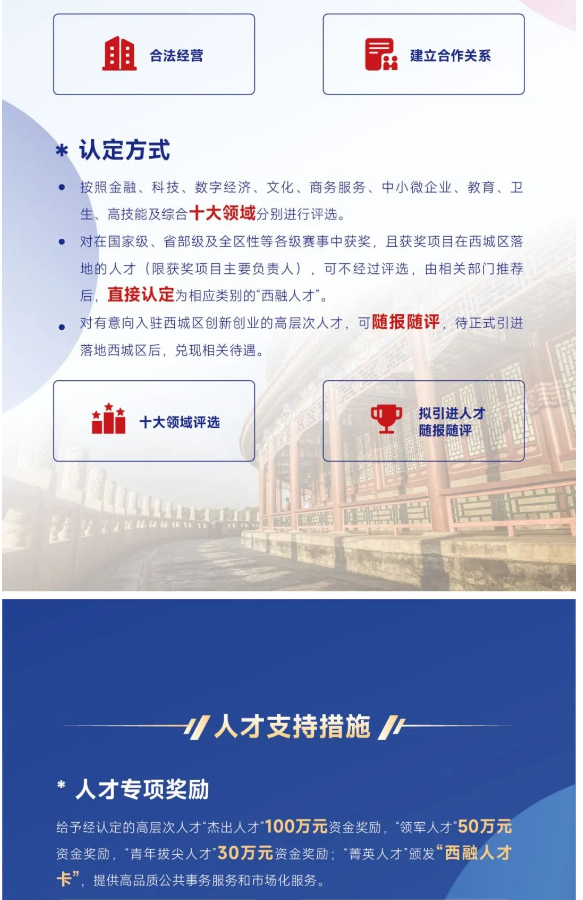 合法经营 建立合作关系
* 认定方式
• 按照金融、科技、数字经济、文化、商务服务、中小微企业、教育、卫
生、高技能及综合十大领域分别进行评选。
• 对在国家级、省部级及全区性等各级赛事中获奖，且获奖项目在西城区落
地的人才（限获奖项目主要负责人），可不经过评选，由相关部门推荐
后，直接认定为相应类别的“西融人才”。
• 对有意向入驻西城区创新创业的高层次人才，可随报随评，待正式引进
落地西城区后，兑现相关待遇。
十大领域评选
拟引进人才
随报随评
人才支持措施
* 人才专项奖励
给予经认定的高层次人才“杰出人才”100万元资金奖励，“领军人才”50万元
资金奖励，“青年拔尖人才”30万元资金奖励；“菁英人才”颁发“西融人才
卡”，提供高品质公共事务服务和市场化服务。